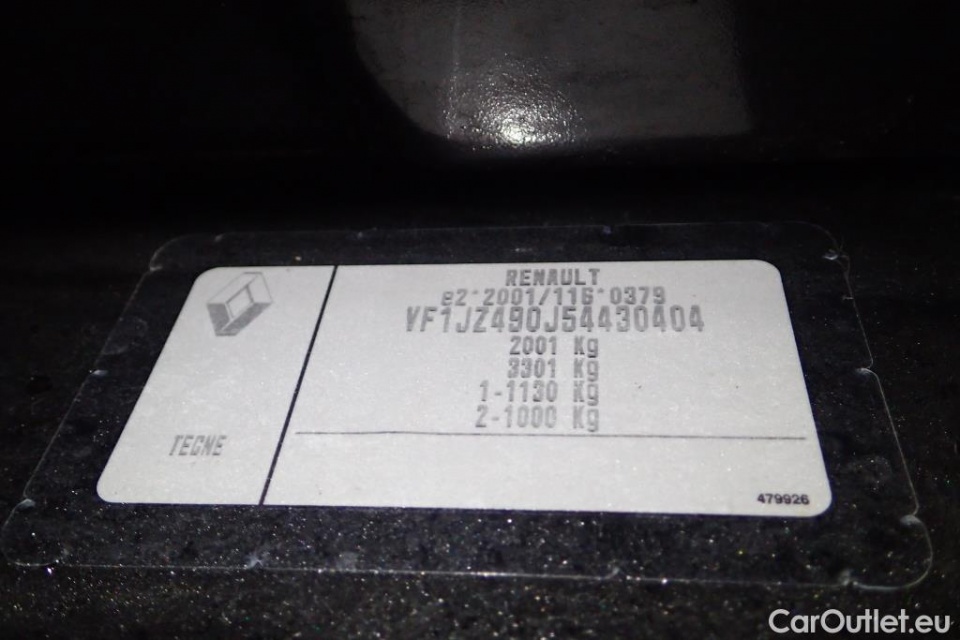 RENAULT
e2*2001/116*0379
VF1JZ490J54430404
2001 Kg
3301 Kg
1-1130 Kg
2-1000 Kg
TECNE
479926
CarOutlet.eu